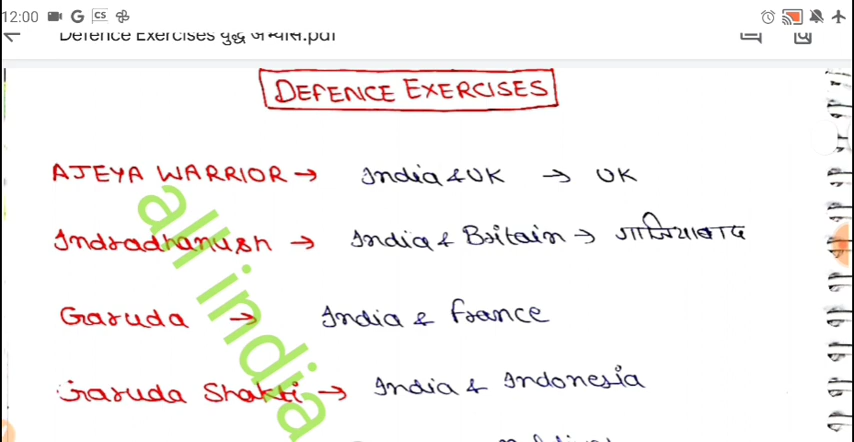 12:00 G CS
Defence Exercises युद्ध अभ्यास.pdf
DEFENCE EXERCISES
AJEYA WARRIOR → India & UK → UK
Indradhanush → India & Britain → गाजियाबाद
Garuda → India & France
Garuda Shakti → India & Indonesia
all india